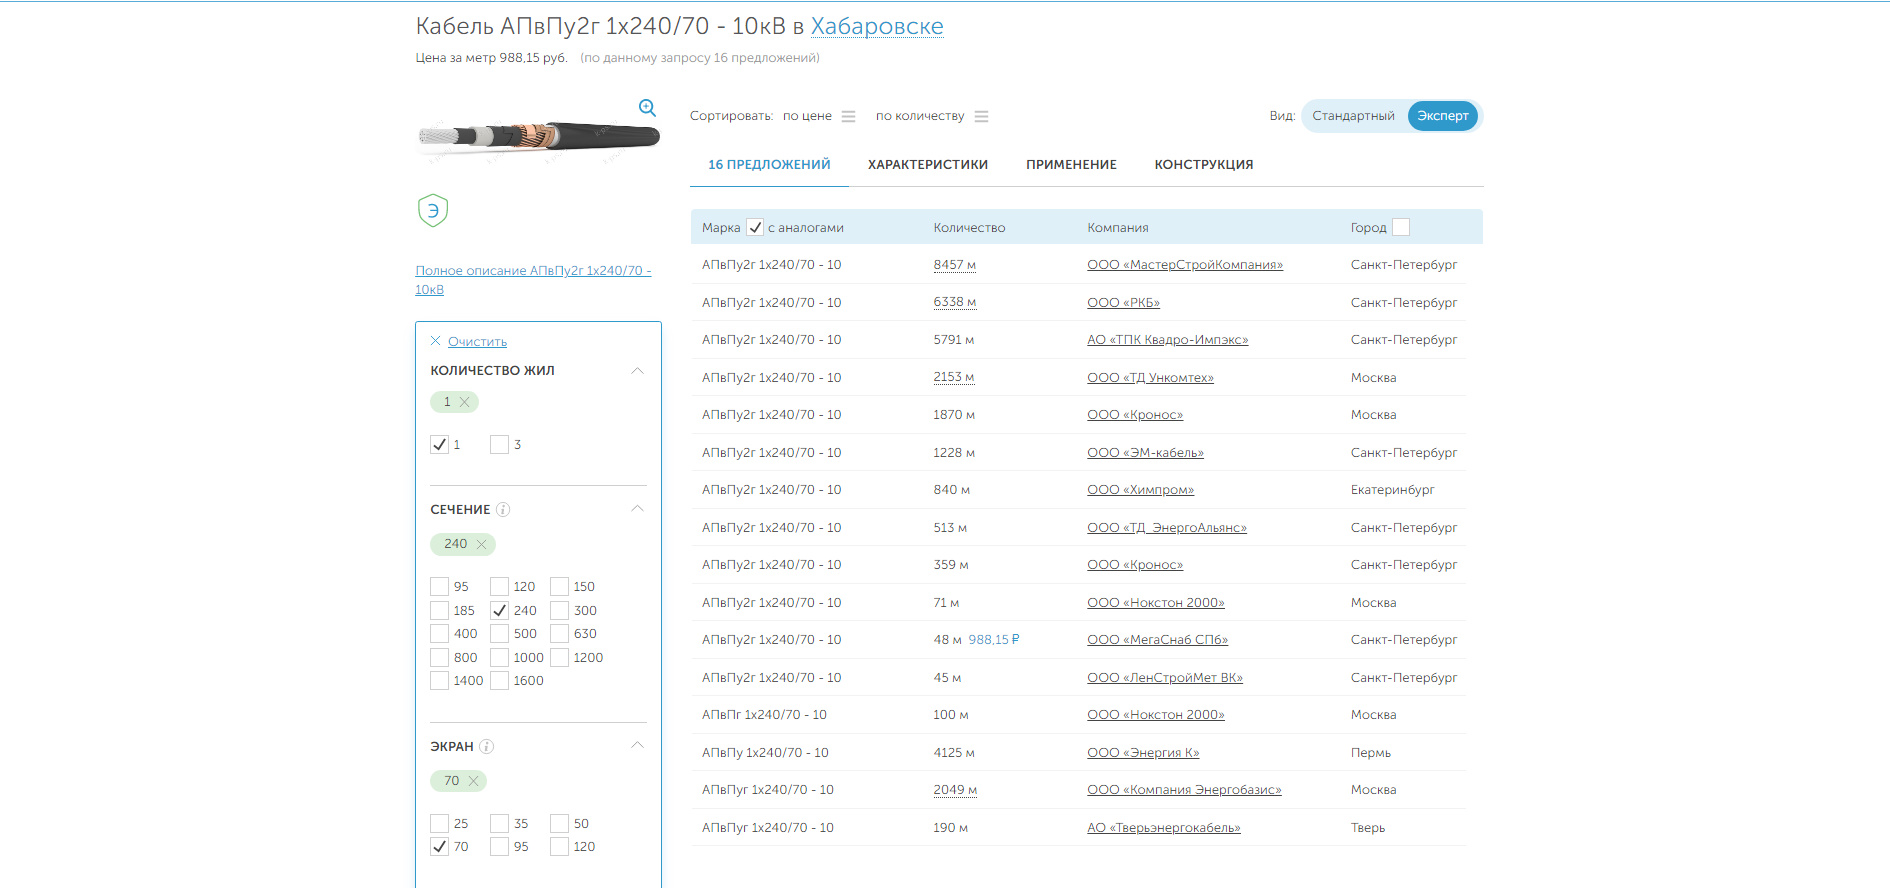 Кабель АПвПу2г 1х240/70 - 10кВ в Хабаровске
Цена за метр 988,15 руб. (по данному запросу 16 предложений)
Сортировать: по цене по количеству
Вид: Стандартный Эксперт
16 ПРЕДЛОЖЕНИЙ ХАРАКТЕРИСТИКИ ПРИМЕНЕНИЕ КОНСТРУКЦИЯ
Э
Полное описание АПвПу2г 1х240/70 -
10кВ
Очистить
КОЛИЧЕСТВО ЖИЛ
1
1 3
СЕЧЕНИЕ i
240
95 120 150
185 240 300
400 500 630
800 1000 1200
1400 1600
ЭКРАН i
70
25 35 50
70 95 120
Марка с аналогами Количество Компания Город
АПвПу2г 1х240/70 - 10 8457 м ООО «МастерСтройКомпания» Санкт-Петербург
АПвПу2г 1х240/70 - 10 6338 м ООО «РКБ» Санкт-Петербург
АПвПу2г 1х240/70 - 10 5791 м АО «ТПК Квадро-Импэкс» Санкт-Петербург
АПвПу2г 1х240/70 - 10 2153 м ООО «ТД Ункомтех» Москва
АПвПу2г 1х240/70 - 10 1870 м ООО «Кронос» Москва
АПвПу2г 1х240/70 - 10 1228 м ООО «ЭМ-кабель» Санкт-Петербург
АПвПу2г 1х240/70 - 10 840 м ООО «Химпром» Екатеринбург
АПвПу2г 1х240/70 - 10 513 м ООО «ТД ЭнергоАльянс» Санкт-Петербург
АПвПу2г 1х240/70 - 10 359 м ООО «Кронос» Санкт-Петербург
АПвПу2г 1х240/70 - 10 71 м ООО «Нокстон 2000» Москва
АПвПу2г 1х240/70 - 10 48 м 988,15 ₽ ООО «МегаСнаб СПб» Санкт-Петербург
АПвПу2г 1х240/70 - 10 45 м ООО «ЛенСтройМет ВК» Санкт-Петербург
АПвПг 1х240/70 - 10 100 м ООО «Нокстон 2000» Москва
АПвПу 1х240/70 - 10 4125 м ООО «Энергия К» Пермь
АПвПуг 1х240/70 - 10 2049 м ООО «Компания Энергобазис» Москва
АПвПуг 1х240/70 - 10 190 м АО «Тверьэнергокабель» Тверь